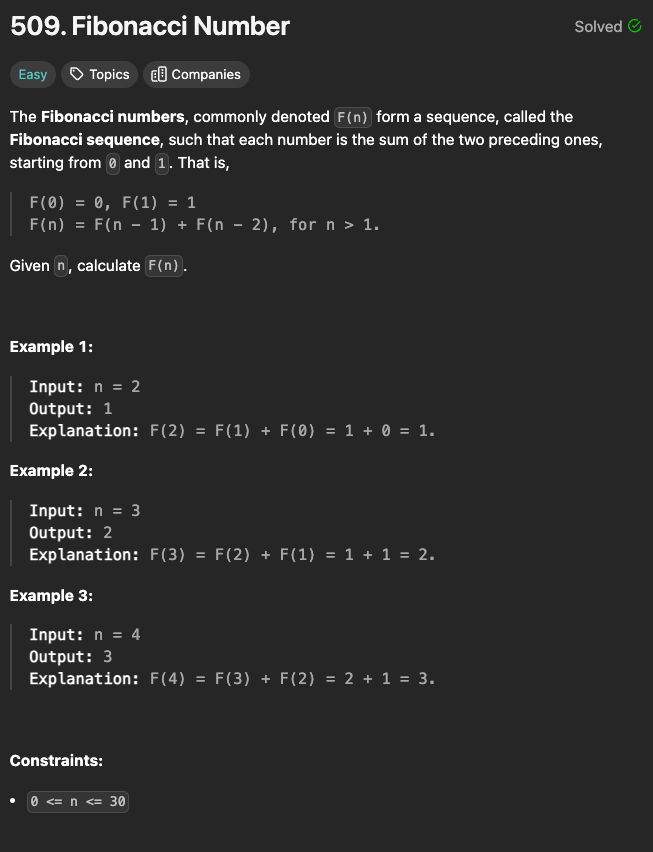 509. Fibonacci Number
Solved
Easy
Topics
Companies
The Fibonacci numbers, commonly denoted F(n) form a sequence, called the
Fibonacci sequence, such that each number is the sum of the two preceding ones,
starting from 0 and 1. That is,
F(0) = 0, F(1) = 1
F(n) = F(n - 1) + F(n - 2), for n > 1.
Given n, calculate F(n).
Example 1:
Input: n = 2
Output: 1
Explanation: F(2) = F(1) + F(0) = 1 + 0 = 1.
Example 2:
Input: n = 3
Output: 2
Explanation: F(3) = F(2) + F(1) = 1 + 1 = 2.
Example 3:
Input: n = 4
Output: 3
Explanation: F(4) = F(3) + F(2) = 2 + 1 = 3.
Constraints:
• 0 <= n <= 30